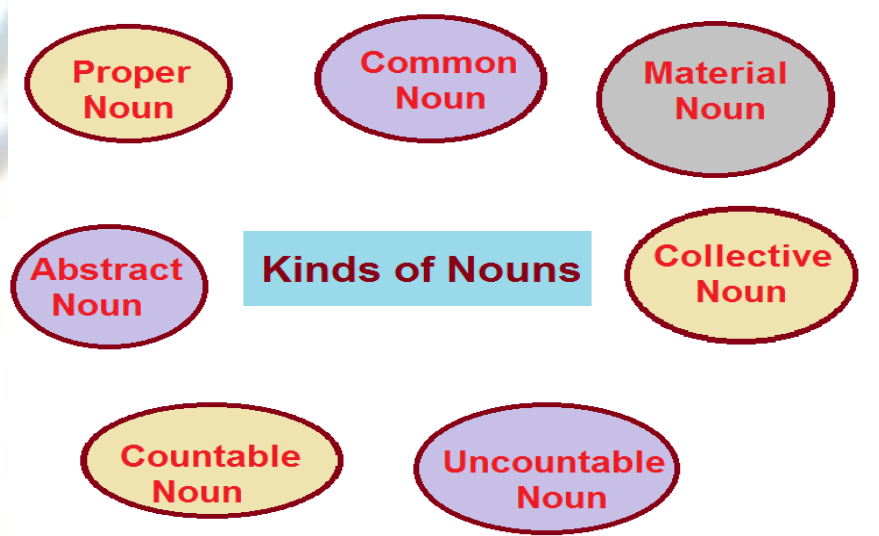 Proper
Noun
Common
Noun
Material
Noun
Abstract
Noun
Kinds of Nouns
Collective
Noun
Countable
Noun
Uncountable
Noun